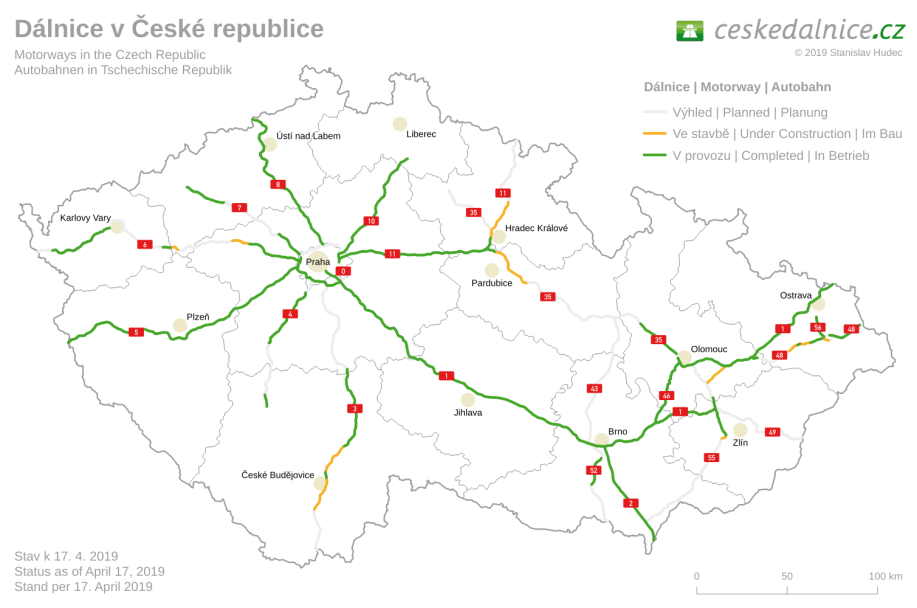 Dálnice v České republice
Motorways in the Czech Republic
Autobahnen in Tschechische Republik
ceskedalnice.cz
© 2019 Stanislav Hudec
Dálnice | Motorway | Autobahn
Výhled | Planned | Planung
Ve stavbě | Under Construction | Im Bau
V provozu | Completed | In Betrieb
Ústí nad Labem
Liberec
8
11
7
35
10
Karlovy Vary
Hradec Králové
6
11
Praha
0
Pardubice
35
Ostrava
4
Plzeň
5
1
56
48
35
Olomouc
48
1
43
46
3
Jihlava
1
Brno
49
Zlín
55
52
České Budějovice
2
Stav k 17. 4. 2019
Status as of April 17, 2019
Stand per 17. April 2019
0
50
100 km